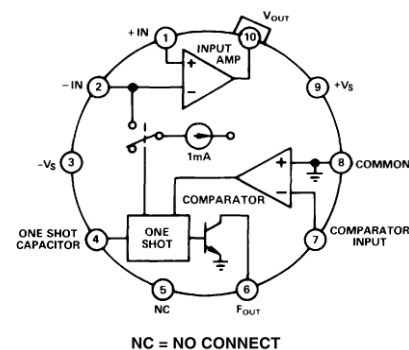 V OUT
+ IN
1
INPUT
AMP
10
+
−
− IN
2
9
+VS
1mA
−VS
3
+
−
8
COMMON
COMPARATOR
ONE SHOT
CAPACITOR
4
ONE
SHOT
7
COMPARATOR
INPUT
5
NC
6
FOUT
NC = NO CONNECT